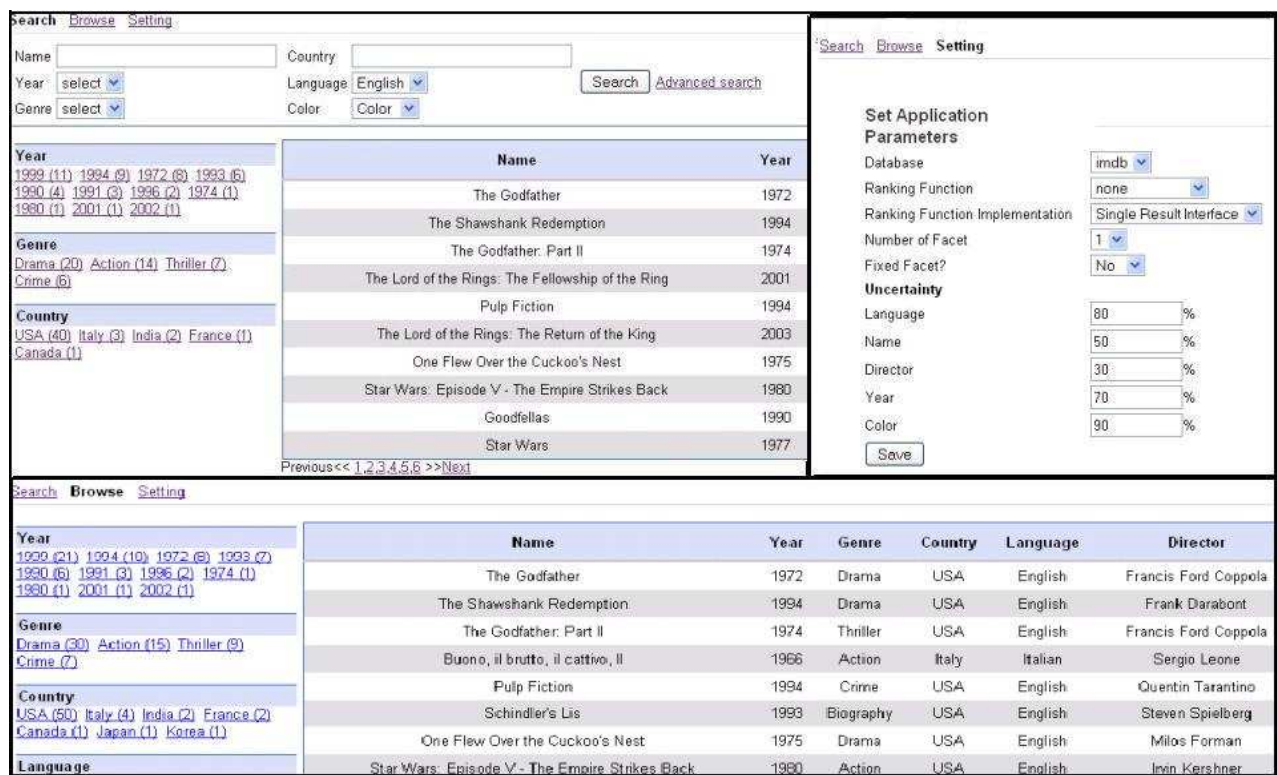 Search Browse Setting
Name Country
Year select Language English Search Advanced search
Genre select Color Color
Year
1999 (11) 1994 (9) 1972 (8) 1993 (6)
1990 (4) 1991 (3) 1996 (2) 1974 (1)
1980 (1) 2001 (1) 2002 (1)
Genre
Drama (20) Action (14) Thriller (7)
Crime (6)
Country
USA (40) Italy (3) India (2) France (1)
Canada (1)
Name Year
The Godfather 1972
The Shawshank Redemption 1994
The Godfather: Part II 1974
The Lord of the Rings: The Fellowship of the Ring 2001
Pulp Fiction 1994
The Lord of the Rings: The Return of the King 2003
One Flew Over the Cuckoo's Nest 1975
Star Wars: Episode V - The Empire Strikes Back 1980
Goodfellas 1990
Star Wars 1977
Previous<< 1,2,3,4,5,6 >>Next
Search Browse Setting
Set Application
Parameters
Database imdb
Ranking Function none
Ranking Function Implementation Single Result Interface
Number of Facet 1
Fixed Facet? No
Uncertainty
Language 80 %
Name 50 %
Director 30 %
Year 70 %
Color 90 %
Save
Search Browse Setting
Year
1999 (21) 1994 (10) 1972 (8) 1993 (7)
1990 (6) 1991 (3) 1996 (2) 1974 (1)
1980 (1) 2001 (1) 2002 (1)
Genre
Drama (30) Action (15) Thriller (9)
Crime (7)
Country
USA (50) Italy (4) India (2) France (2)
Canada (1) Japan (1) Korea (1)
Language
Name Year Genre Country Language Director
The Godfather 1972 Drama USA English Francis Ford Coppola
The Shawshank Redemption 1994 Drama USA English Frank Darabont
The Godfather: Part II 1974 Thriller USA English Francis Ford Coppola
Buono, il brutto, il cattivo, Il 1966 Action Italy Italian Sergio Leone
Pulp Fiction 1994 Crime USA English Quentin Tarantino
Schindler's Lis 1993 Biography USA English Steven Spielberg
One Flew Over the Cuckoo's Nest 1975 Drama USA English Milos Forman
Star Wars: Episode V - The Empire Strikes Back 1980 Action USA English Irvin Kershner